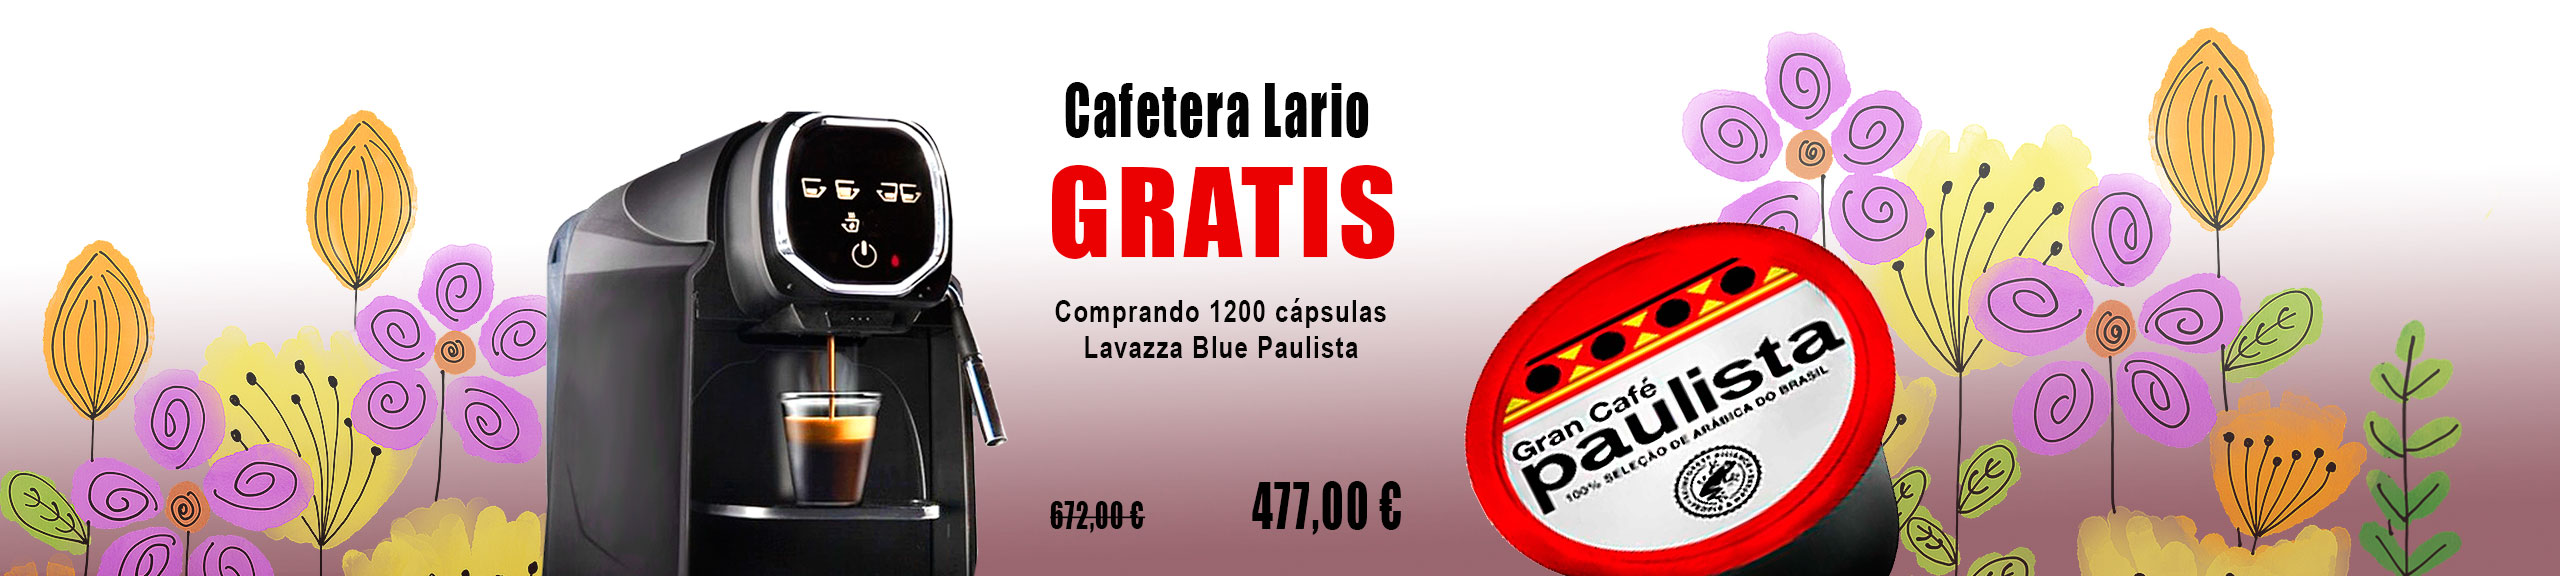 Cafetera Lario
GRATIS
Comprando 1200 cápsulas
Lavazza Blue Paulista
672,00 €
477,00 €
Gran Café
paulista
100% SELEÇÃO DE ARÁBICA DO BRASIL